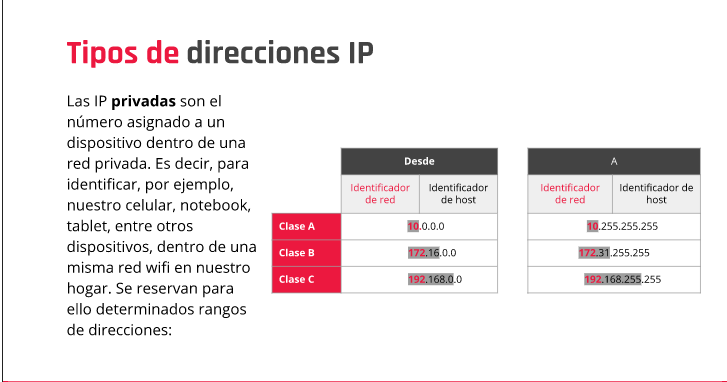 Tipos de direcciones IP
Las IP privadas son el
número asignado a un
dispositivo dentro de una
red privada. Es decir, para
identificar, por ejemplo,
nuestro celular, notebook,
tablet, entre otros
dispositivos, dentro de una
misma red wifi en nuestro
hogar. Se reservan para
ello determinados rangos
de direcciones:
Desde
A
Identificador
de red
Identificador
de host
Identificador
de red
Identificador de
host
Clase A
10.0.0.0
10.255.255.255
Clase B
172.16.0.0
172.31.255.255
Clase C
192.168.0.0
192.168.255.255